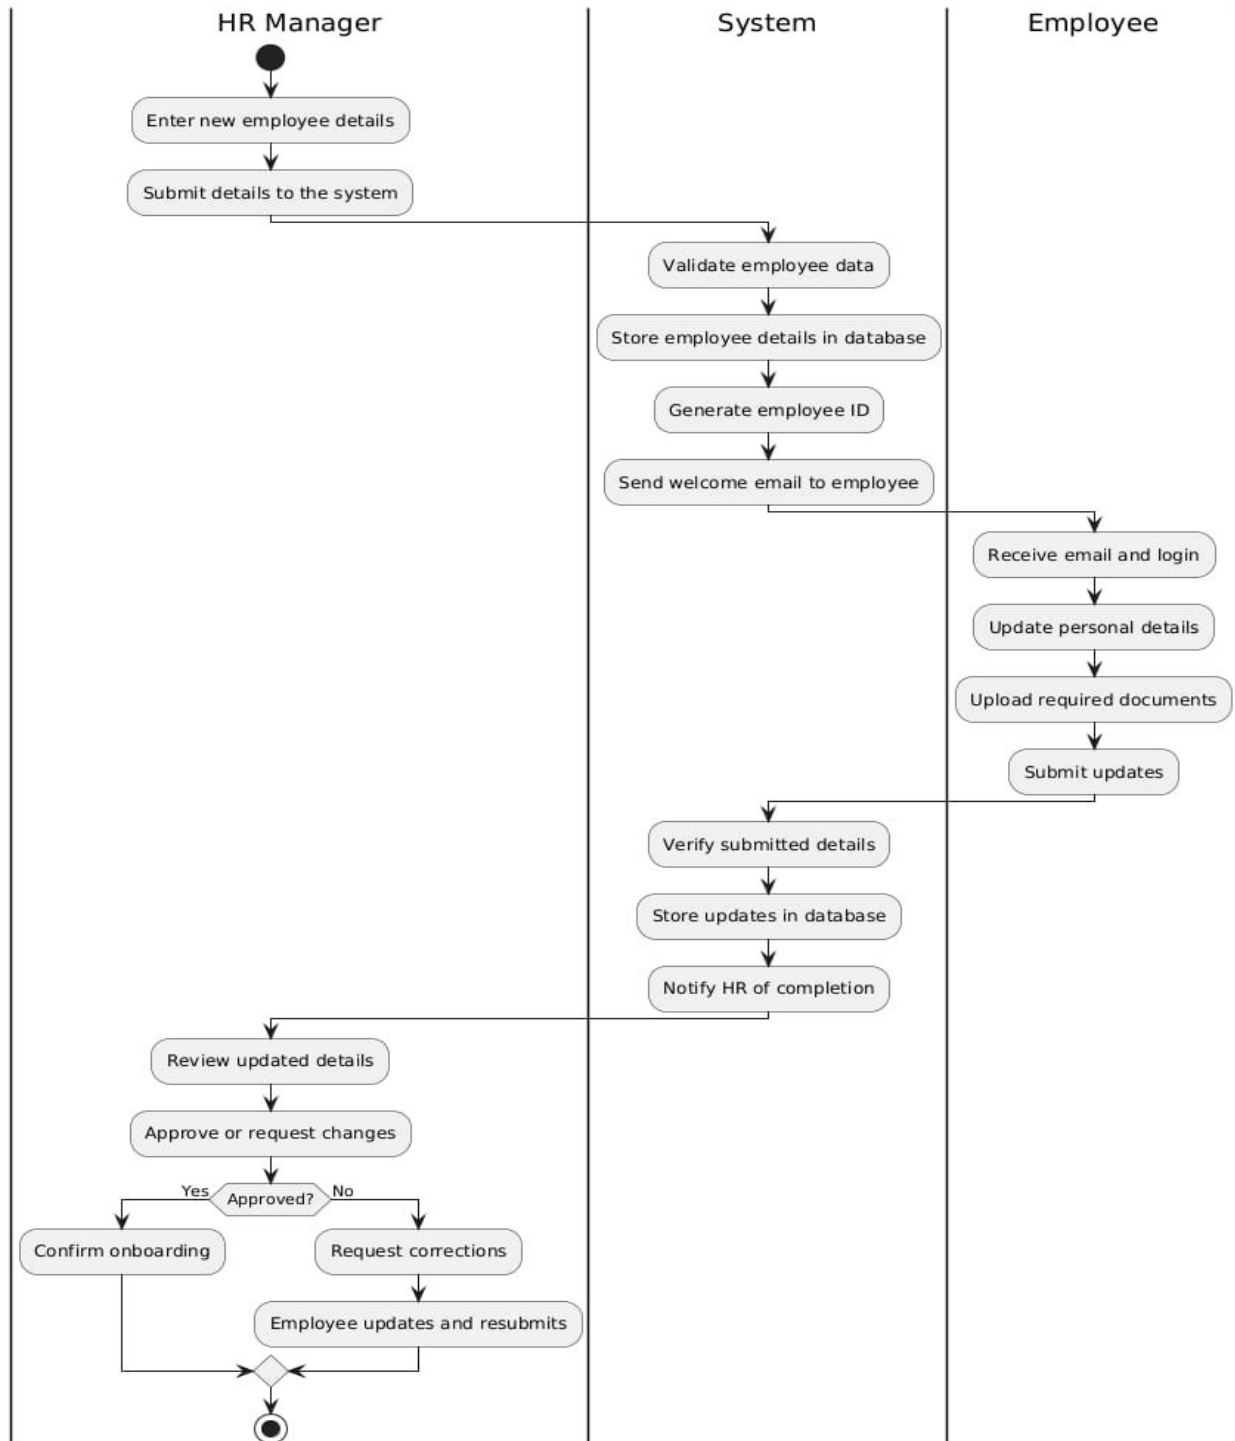 HR Manager
System
Employee
Enter new employee details
Submit details to the system
Validate employee data
Store employee details in database
Generate employee ID
Send welcome email to employee
Receive email and login
Update personal details
Upload required documents
Submit updates
Verify submitted details
Store updates in database
Notify HR of completion
Review updated details
Approve or request changes
Yes
Approved?
No
Confirm onboarding
Request corrections
Employee updates and resubmits